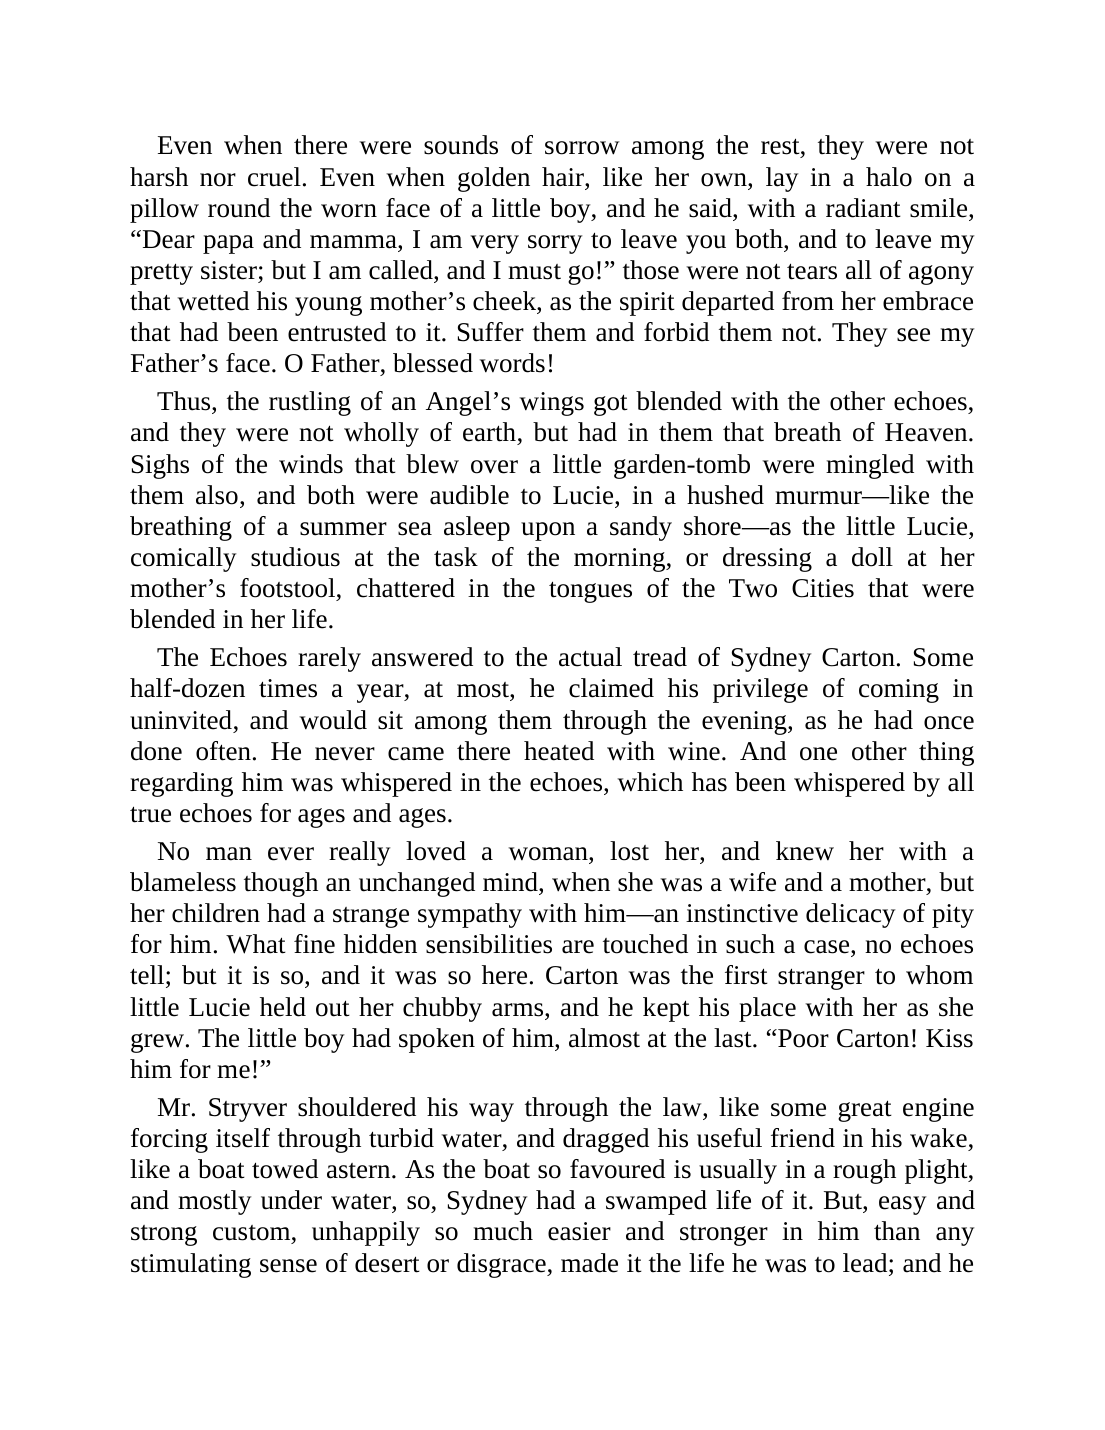 Even when there were sounds of sorrow among the rest, they were not
harsh nor cruel. Even when golden hair, like her own, lay in a halo on a
pillow round the worn face of a little boy, and he said, with a radiant smile,
“Dear papa and mamma, I am very sorry to leave you both, and to leave my
pretty sister; but I am called, and I must go!” those were not tears all of agony
that wetted his young mother’s cheek, as the spirit departed from her embrace
that had been entrusted to it. Suffer them and forbid them not. They see my
Father’s face. O Father, blessed words!
Thus, the rustling of an Angel’s wings got blended with the other echoes,
and they were not wholly of earth, but had in them that breath of Heaven.
Sighs of the winds that blew over a little garden-tomb were mingled with
them also, and both were audible to Lucie, in a hushed murmur—like the
breathing of a summer sea asleep upon a sandy shore—as the little Lucie,
comically studious at the task of the morning, or dressing a doll at her
mother’s footstool, chattered in the tongues of the Two Cities that were
blended in her life.
The Echoes rarely answered to the actual tread of Sydney Carton. Some
half-dozen times a year, at most, he claimed his privilege of coming in
uninvited, and would sit among them through the evening, as he had once
done often. He never came there heated with wine. And one other thing
regarding him was whispered in the echoes, which has been whispered by all
true echoes for ages and ages.
No man ever really loved a woman, lost her, and knew her with a
blameless though an unchanged mind, when she was a wife and a mother, but
her children had a strange sympathy with him—an instinctive delicacy of pity
for him. What fine hidden sensibilities are touched in such a case, no echoes
tell; but it is so, and it was so here. Carton was the first stranger to whom
little Lucie held out her chubby arms, and he kept his place with her as she
grew. The little boy had spoken of him, almost at the last. “Poor Carton! Kiss
him for me!”
Mr. Stryver shouldered his way through the law, like some great engine
forcing itself through turbid water, and dragged his useful friend in his wake,
like a boat towed astern. As the boat so favoured is usually in a rough plight,
and mostly under water, so, Sydney had a swamped life of it. But, easy and
strong custom, unhappily so much easier and stronger in him than any
stimulating sense of desert or disgrace, made it the life he was to lead; and he